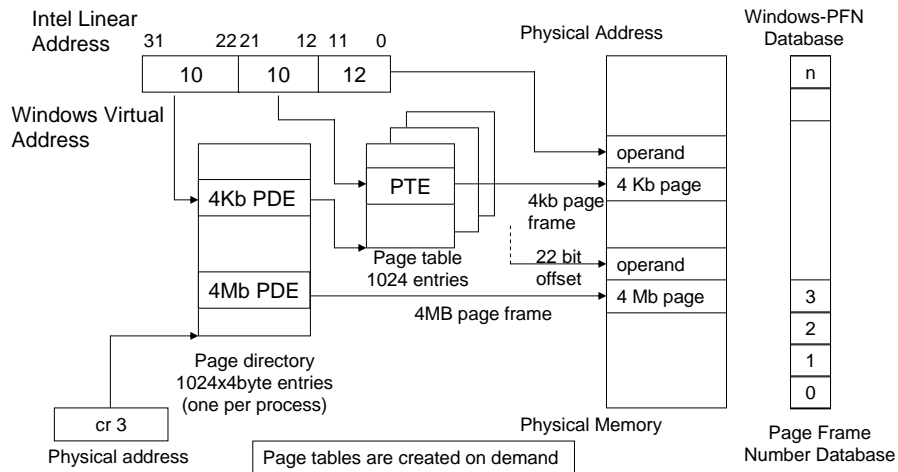 Intel Linear
Address
31 22 21 12 11 0
10 10 12
Windows Virtual
Address
4Kb PDE
4Mb PDE
Page directory
1024x4byte entries
(one per process)
cr 3
Physical address
PTE
Page table
1024 entries
4kb page
frame
22 bit
offset
4MB page frame
Physical Address
operand
4 Kb page
operand
4 Mb page
Physical Memory
Windows-PFN
Database
n
3
2
1
0
Page Frame
Number Database
Page tables are created on demand